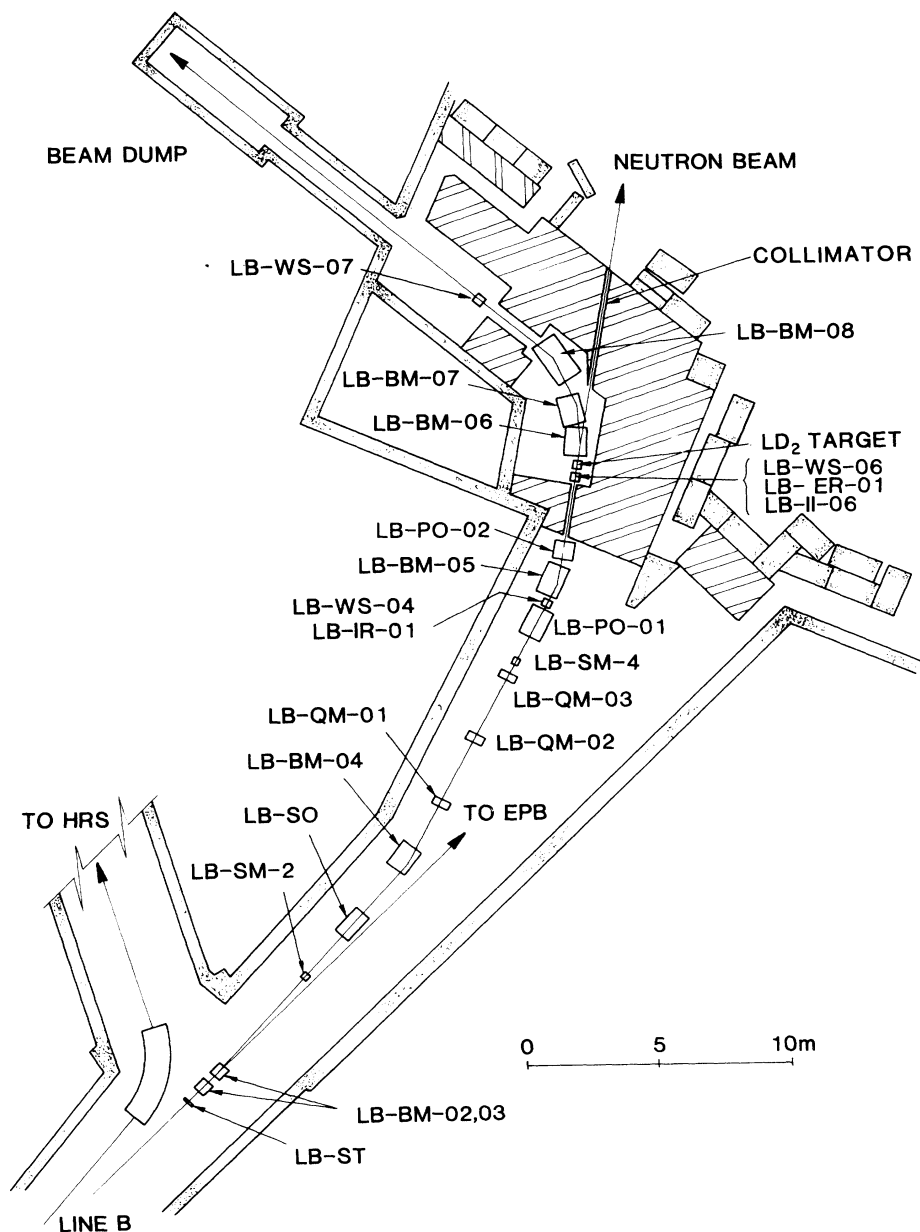 BEAM DUMP
NEUTRON BEAM
COLLIMATOR
LB-WS-07
LB-BM-08
LB-BM-07
LB-BM-06
LD₂ TARGET
LB-WS-06
LB-ER-01
LB-II-06
LB-PO-02
LB-BM-05
LB-WS-04
LB-IR-01
LB-PO-01
LB-SM-4
LB-QM-03
LB-QM-01
LB-QM-02
LB-BM-04
TO HRS
LB-SO
TO EPB
LB-SM-2
0 5 10m
LB-BM-02,03
LB-ST
LINE B